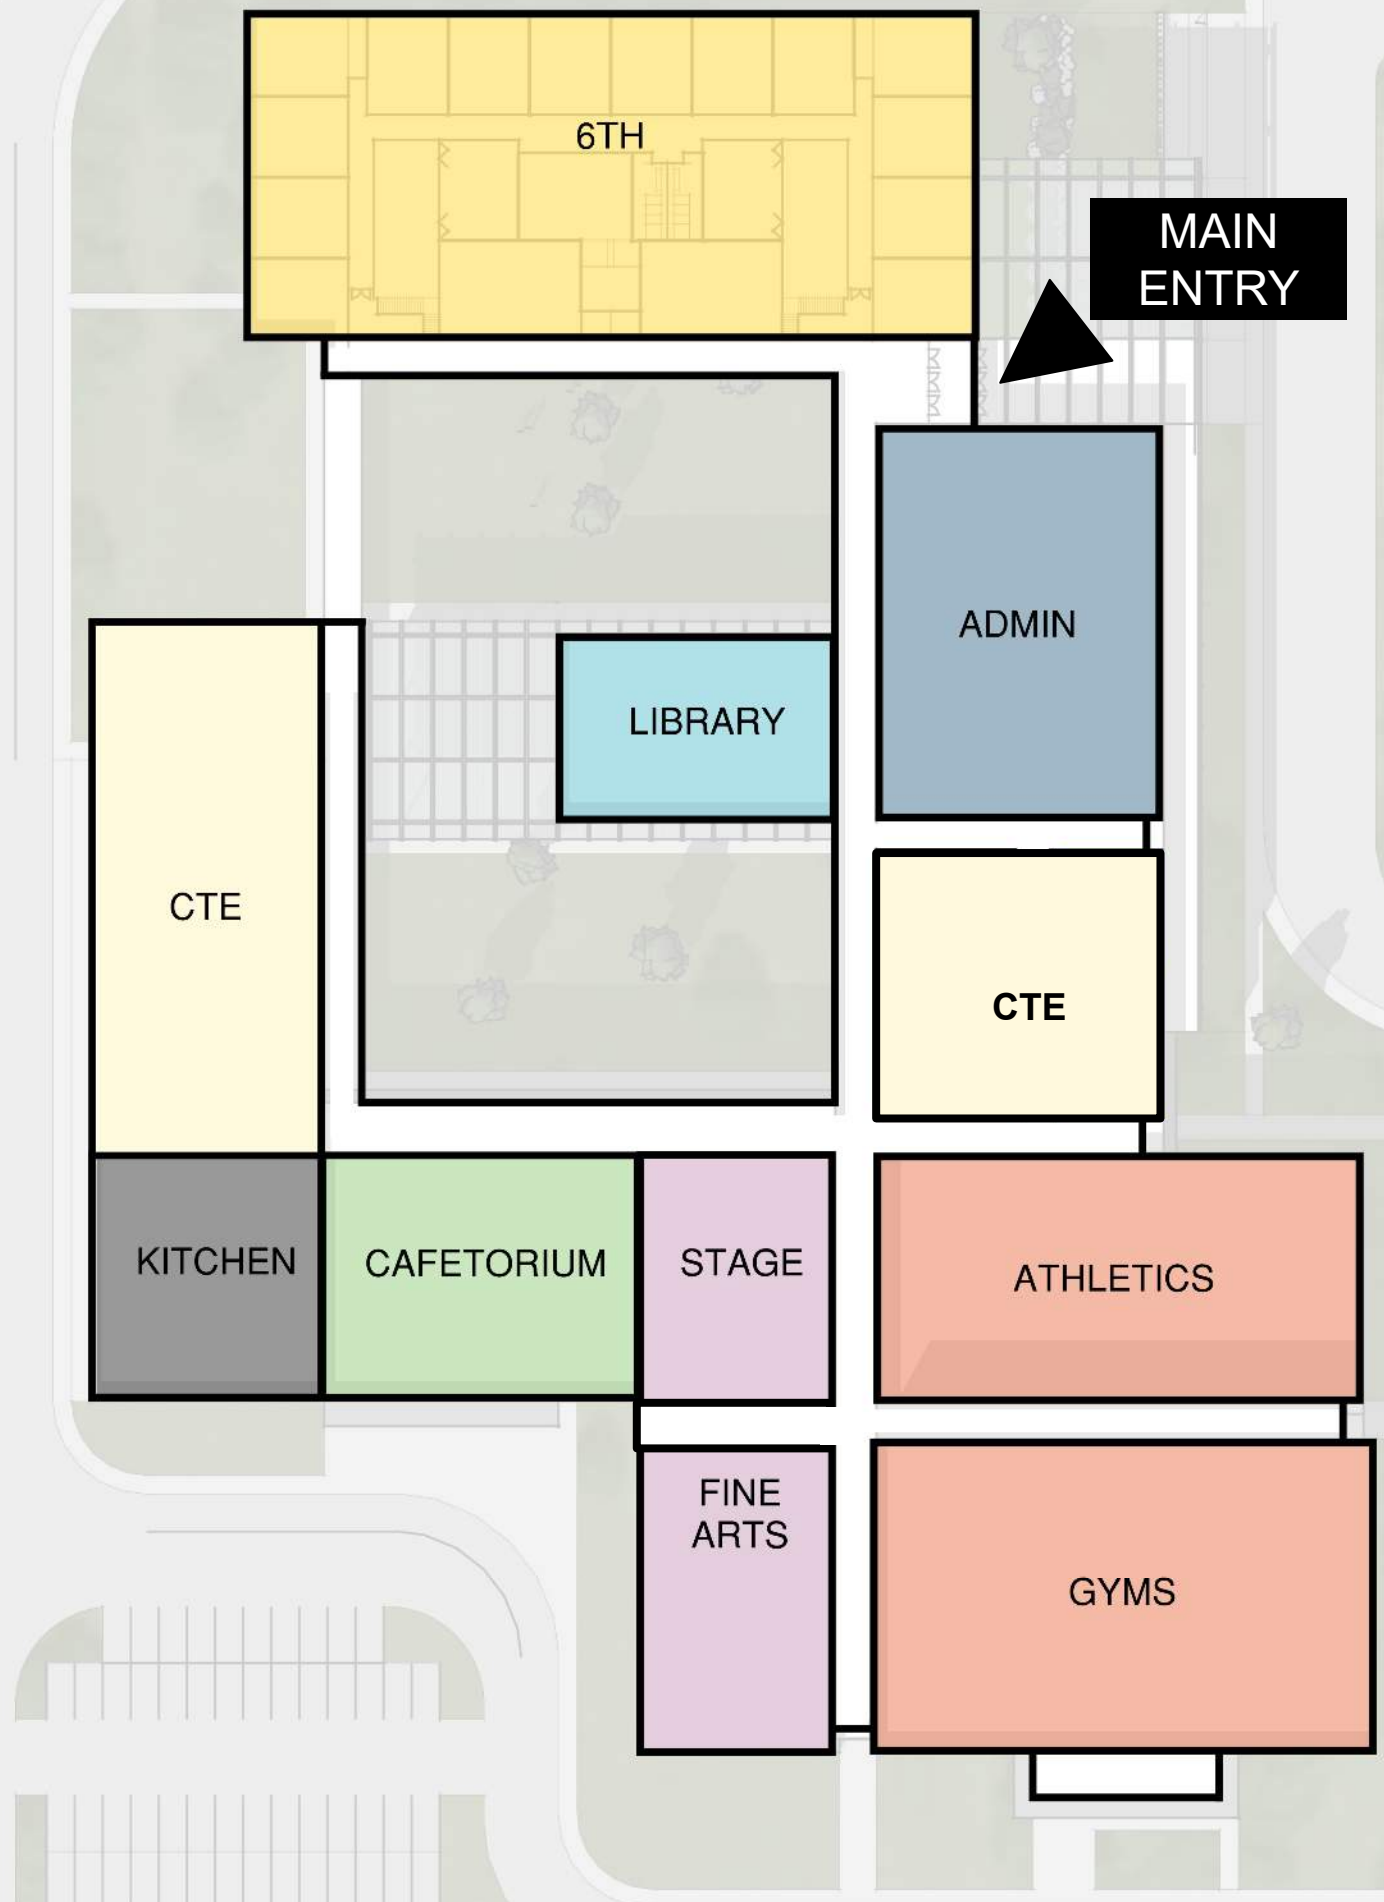 6TH
MAIN
ENTRY
ADMIN
LIBRARY
CTE
CTE
KITCHEN
CAFETORIUM
STAGE
ATHLETICS
FINE
ARTS
GYMS